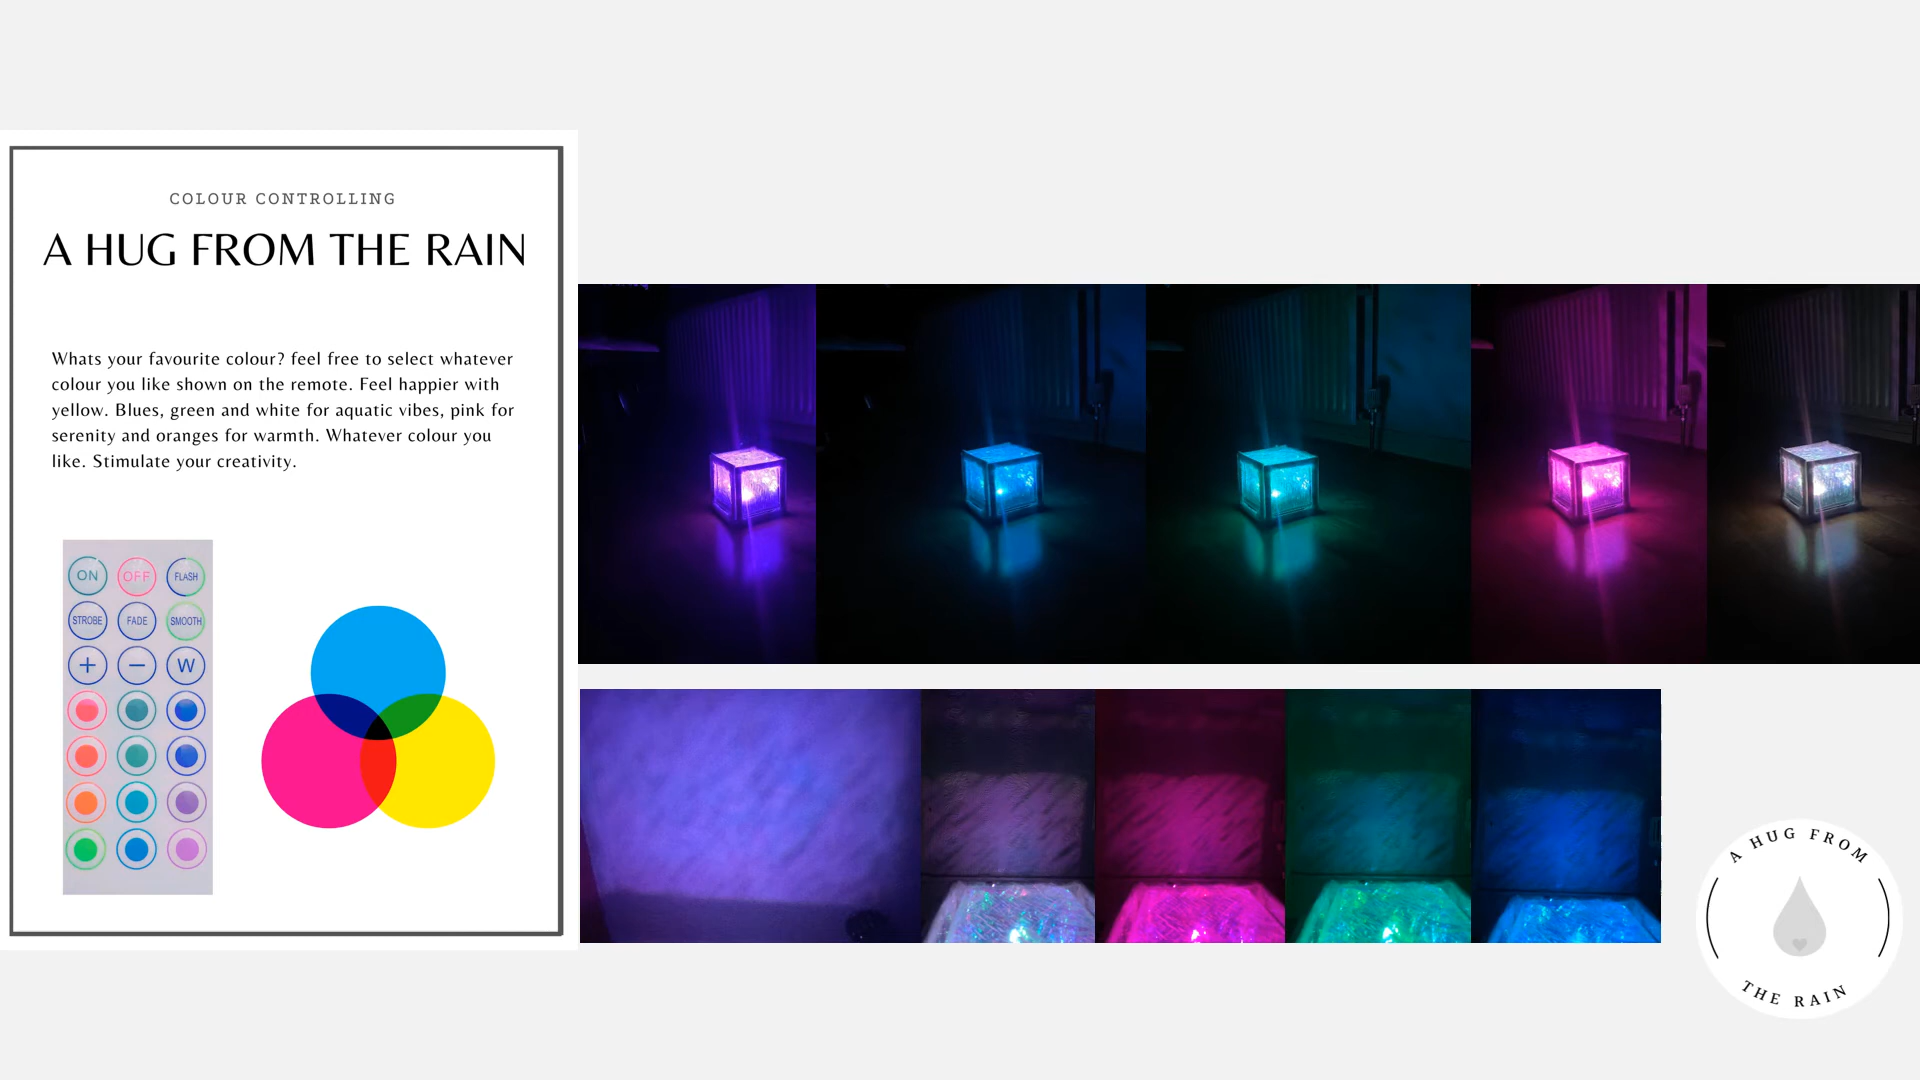 COLOUR CONTROLLING
A HUG FROM THE RAIN
Whats your favourite colour? feel free to select whatever
colour you like shown on the remote. Feel happier with
yellow. Blues, green and white for aquatic vibes, pink for
serenity and oranges for warmth. Whatever colour you
like. Stimulate your creativity.
ON OFF FLASH
STROBE FADE SMOOTH
+ − W
A HUG FROM
THE RAIN